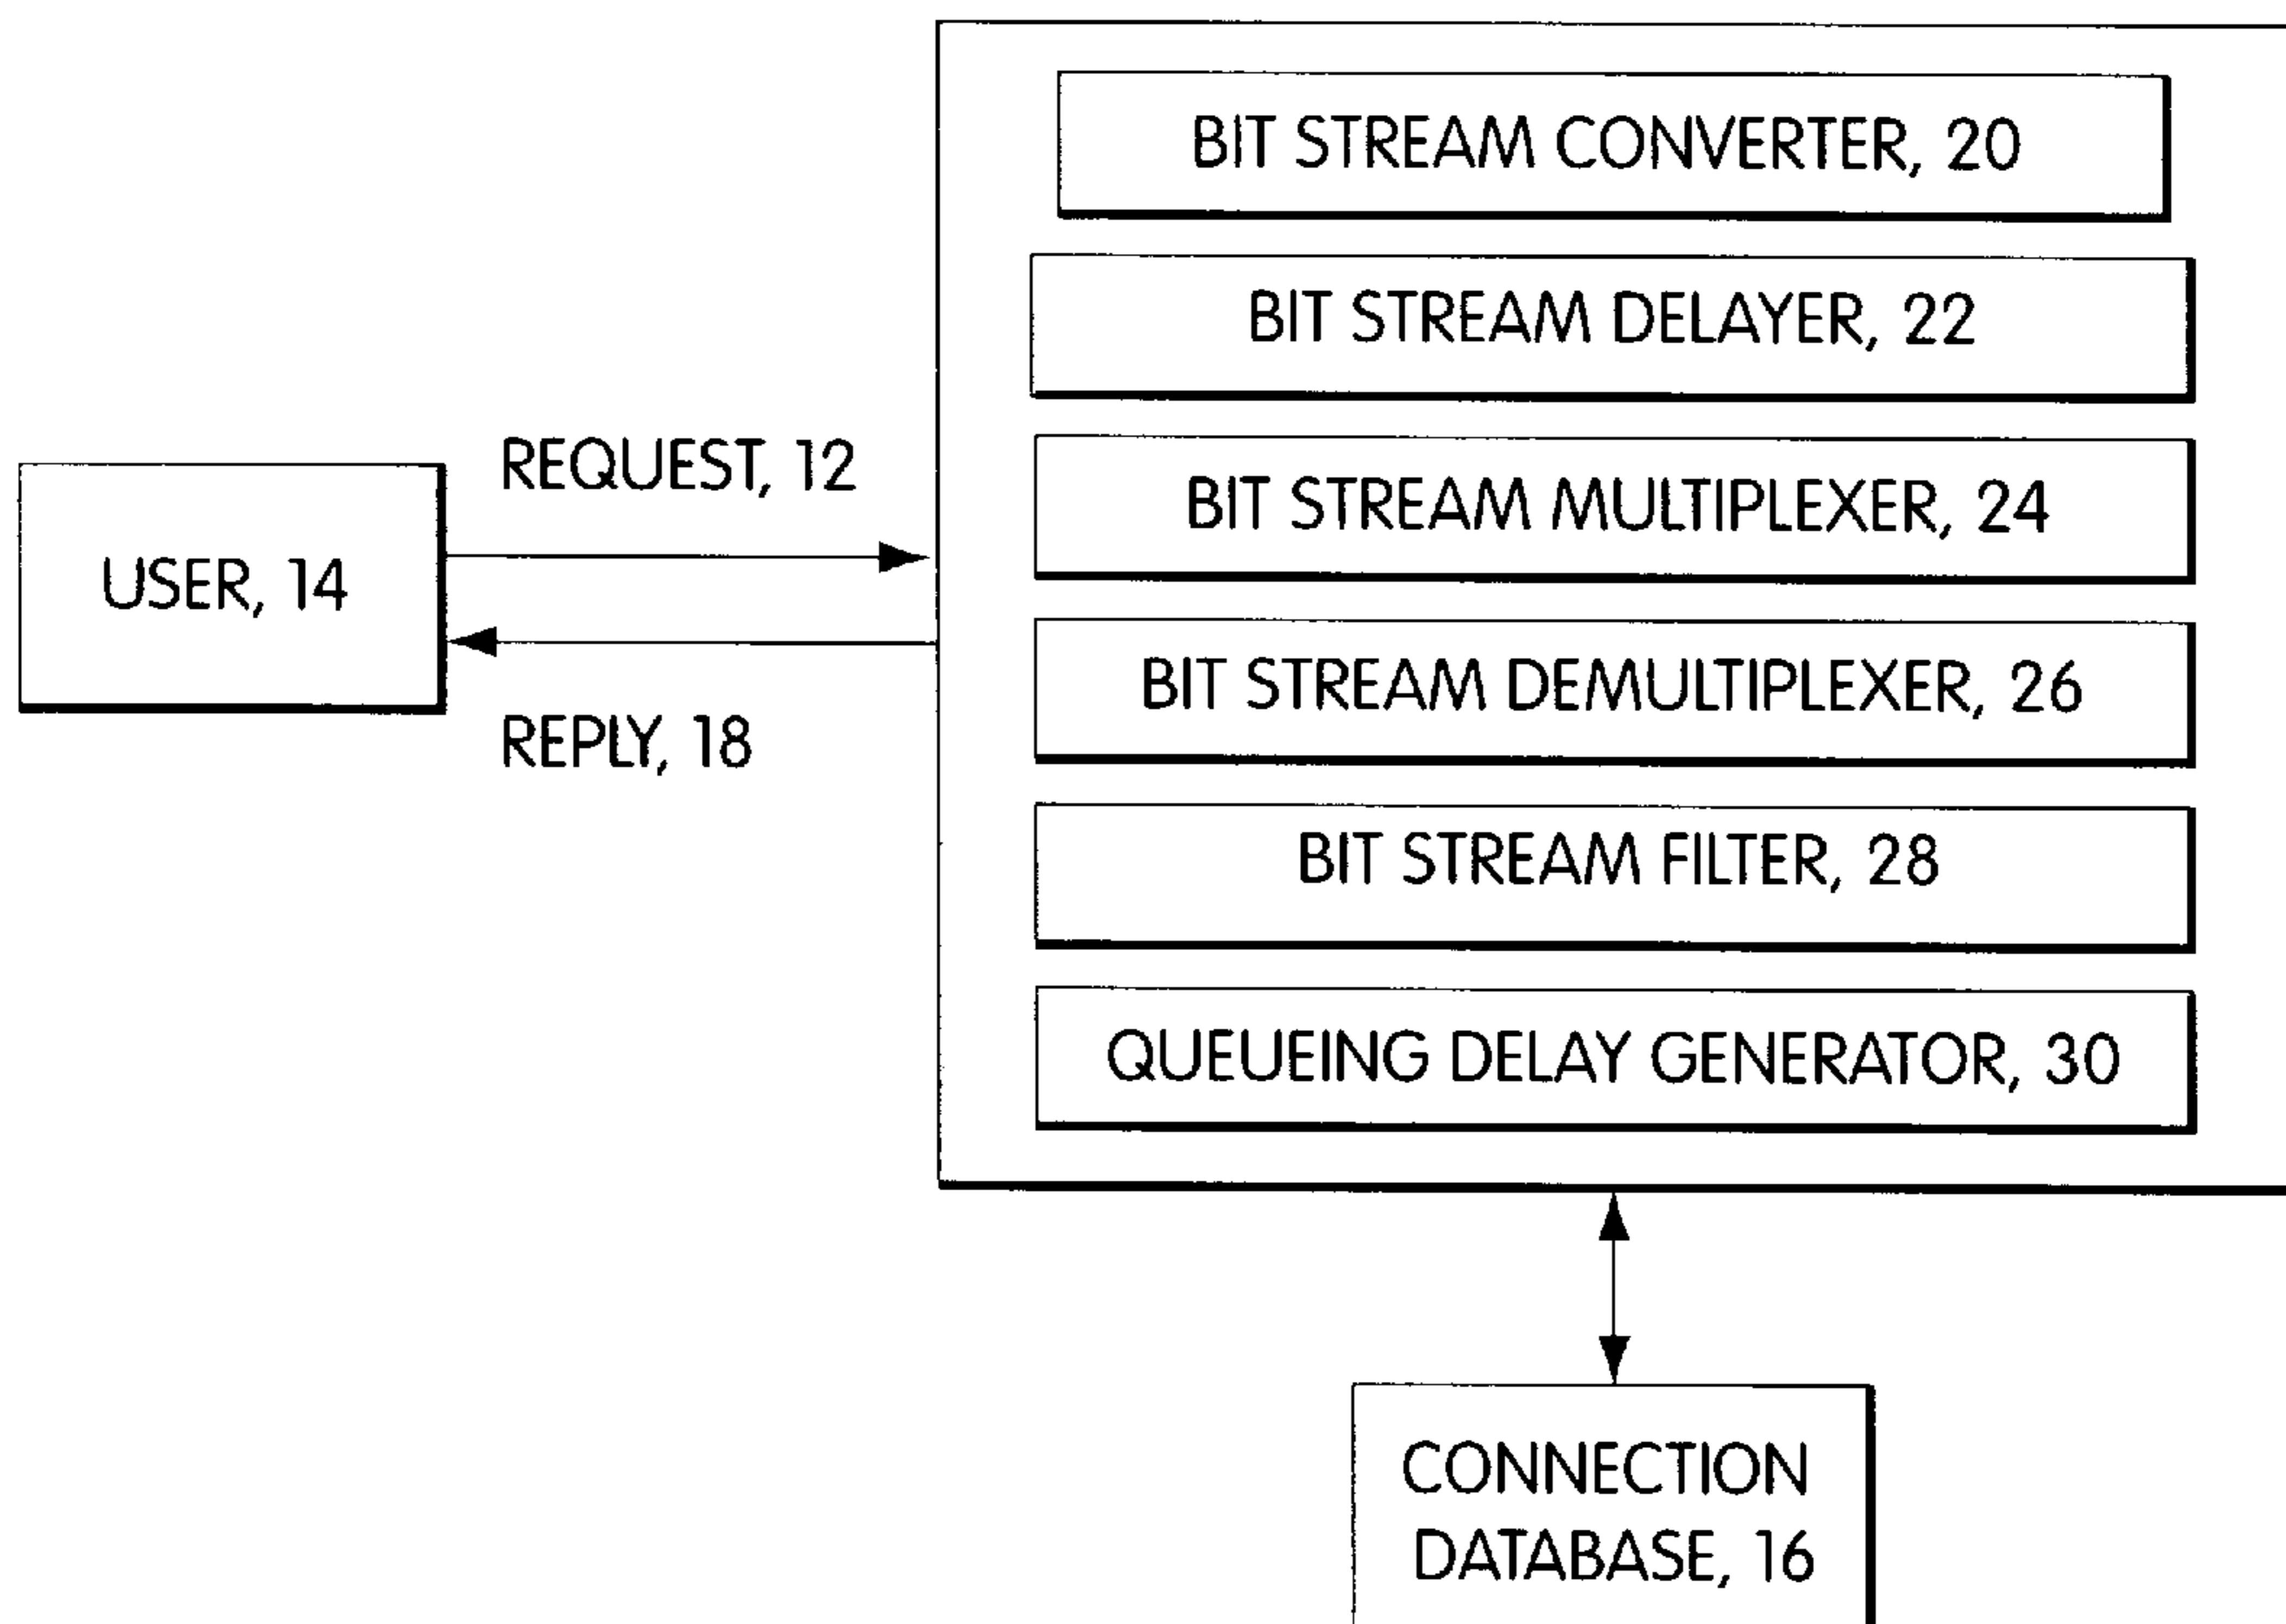 BIT STREAM CONVERTER, 20
BIT STREAM DELAYER, 22
REQUEST, 12
BIT STREAM MULTIPLEXER, 24
USER, 14
BIT STREAM DEMULTIPLEXER, 26
REPLY, 18
BIT STREAM FILTER, 28
QUEUEING DELAY GENERATOR, 30
CONNECTION
DATABASE, 16